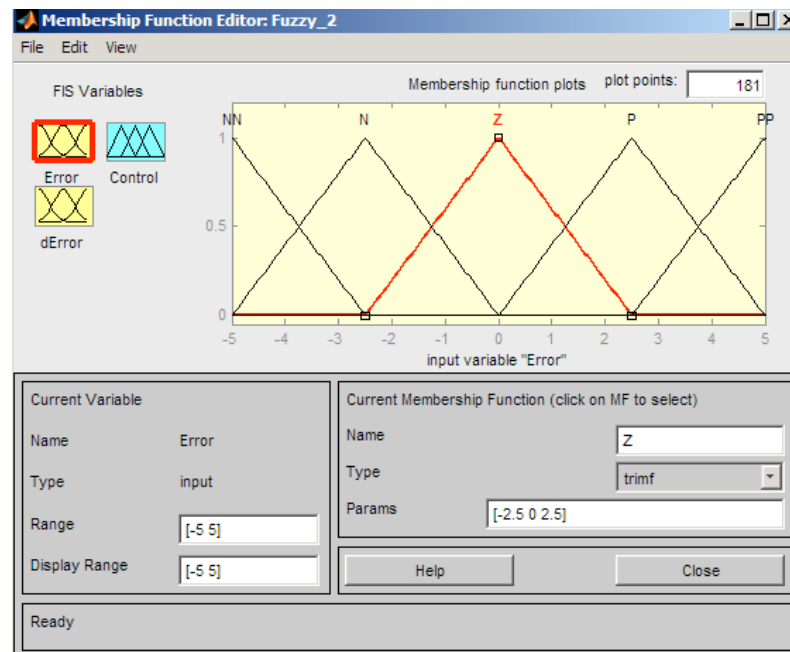 Membership Function Editor: Fuzzy_2
File Edit View
FIS Variables
Membership function plots plot points: 181
Error Control
dError
NN N Z P PP
1
0.5
0
-5 -4 -3 -2 -1 0 1 2 3 4 5
input variable "Error"
Current Variable
Name Error
Type input
Range [-5 5]
Display Range [-5 5]
Current Membership Function (click on MF to select)
Name Z
Type trimf
Params [-2.5 0 2.5]
Help Close
Ready